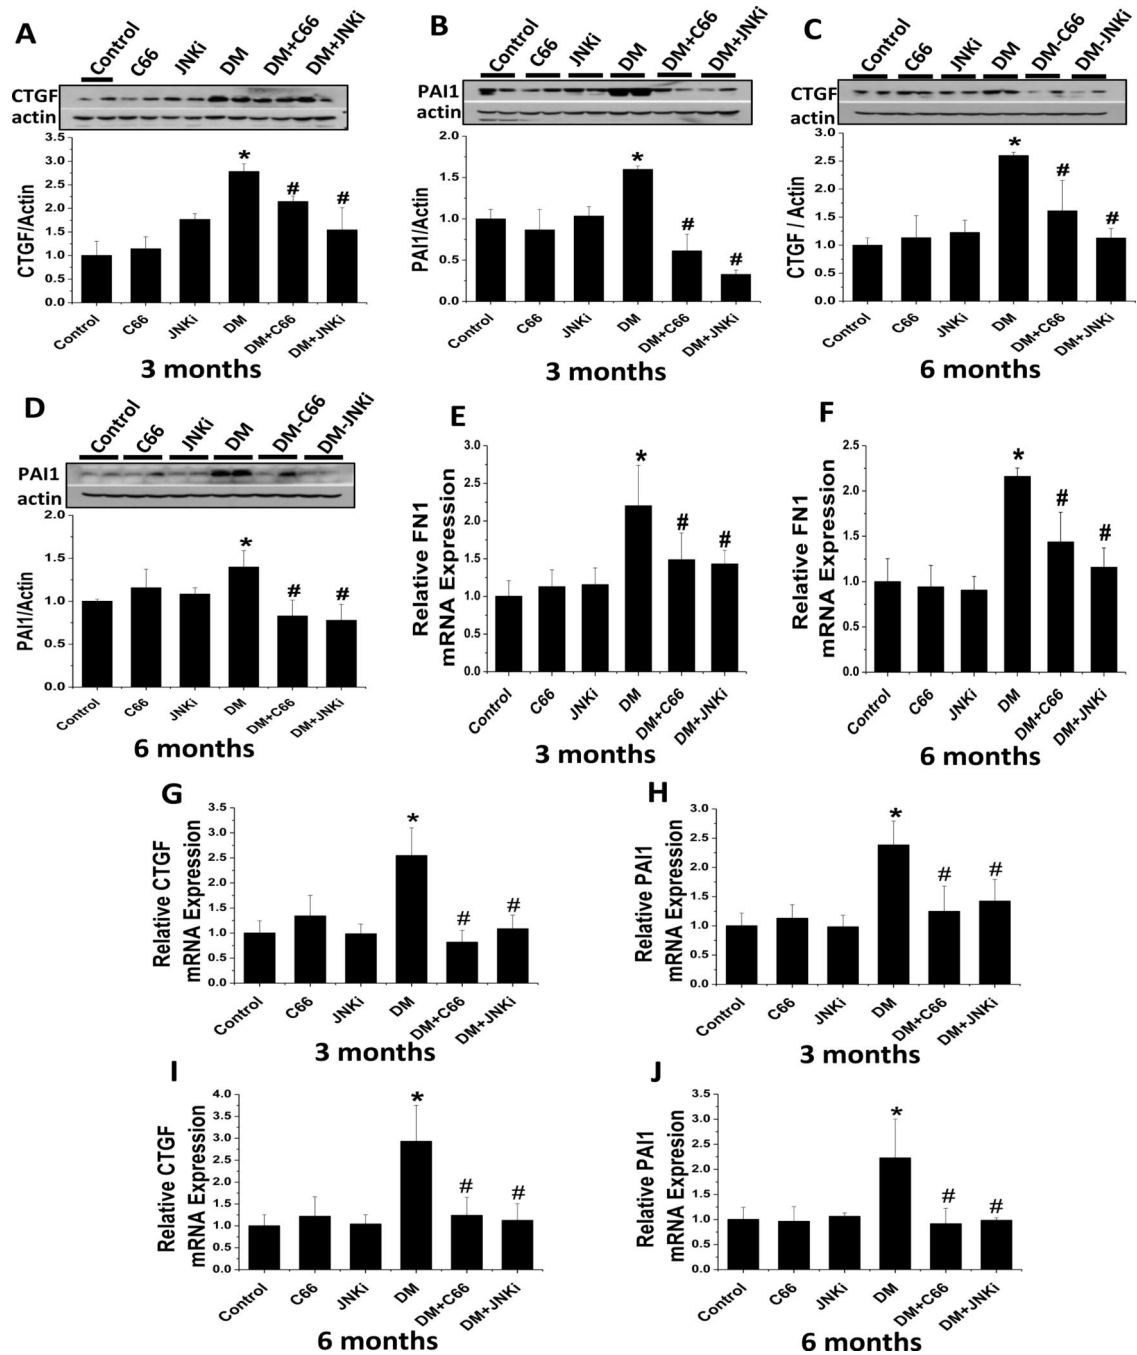 A
Control
C66
JNKi
DM
DM+C66
DM+JNKi
CTGF
actin
CTGF/Actin
3.5
3.0
2.5
2.0
1.5
1.0
0.5
0.0
*
#
#
Control
C66
JNKi
DM
DM+C66
DM+JNKi
3 months
B
Control
C66
JNKi
DM
DM+C66
DM+JNKi
PAI1
actin
PAI1/Actin
2.0
1.5
1.0
0.5
0.0
*
#
#
Control
C66
JNKi
DM
DM+C66
DM+JNKi
3 months
C
Control
C66
JNKi
DM
DM-C66
DM-JNKi
CTGF
actin
CTGF / Actin
3.0
2.5
2.0
1.5
1.0
0.5
0.0
*
#
#
Control
C66
JNKi
DM
DM+C66
DM+JNKi
6 months
D
Control
C66
JNKi
DM
DM-C66
DM-JNKi
PAI1
actin
PAI1/Actin
2.0
1.5
1.0
0.5
0.0
*
#
#
Control
C66
JNKi
DM
DM+C66
DM+JNKi
6 months
E
Relative FN1
mRNA Expression
3.0
2.5
2.0
1.5
1.0
0.5
0.0
*
#
#
Control
C66
JNKi
DM
DM+C66
DM+JNKi
3 months
F
Relative FN1
mRNA Expression
2.5
2.0
1.5
1.0
0.5
0.0
*
#
#
Control
C66
JNKi
DM
DM+C66
DM+JNKi
6 months
G
Relative CTGF
mRNA Expression
3.5
3.0
2.5
2.0
1.5
1.0
0.5
0.0
*
#
#
Control
C66
JNKi
DM
DM+C66
DM+JNKi
3 months
H
Relative PAI1
mRNA Expression
3.0
2.5
2.0
1.5
1.0
0.5
0.0
*
#
#
Control
C66
JNKi
DM
DM+C66
DM+JNKi
3 months
I
Relative CTGF
mRNA Expression
4.0
3.5
3.0
2.5
2.0
1.5
1.0
0.5
0.0
*
#
#
Control
C66
JNKi
DM
DM+C66
DM+JNKi
6 months
J
Relative PAI1
mRNA Expression
3.5
3.0
2.5
2.0
1.5
1.0
0.5
0.0
*
#
#
Control
C66
JNKi
DM
DM+C66
DM+JNKi
6 months